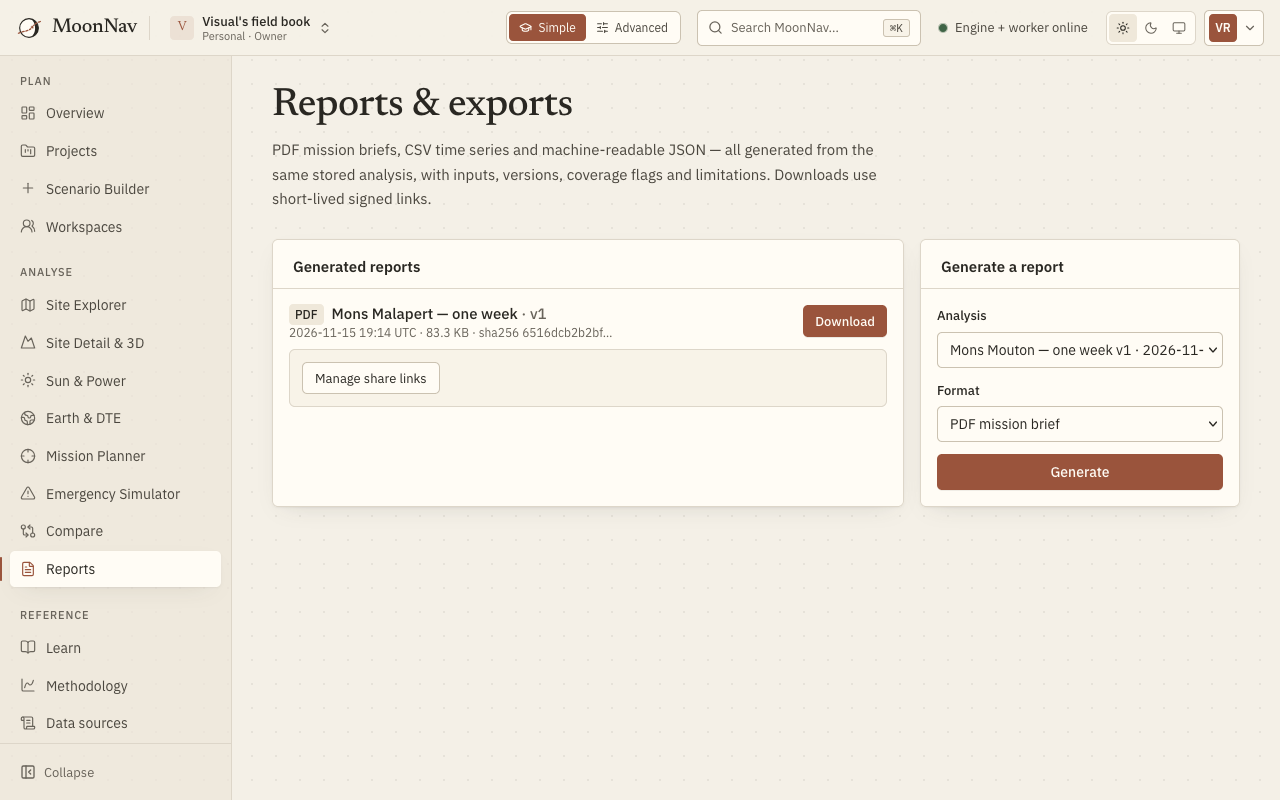 MoonNav
V
Visual's field book
Personal · Owner
Simple
Advanced
Search MoonNav...
⌘K
Engine + worker online
VR
PLAN
Overview
Projects
Scenario Builder
Workspaces
ANALYSE
Site Explorer
Site Detail & 3D
Sun & Power
Earth & DTE
Mission Planner
Emergency Simulator
Compare
Reports
REFERENCE
Learn
Methodology
Data sources
Collapse
Reports & exports
PDF mission briefs, CSV time series and machine-readable JSON — all generated from the
same stored analysis, with inputs, versions, coverage flags and limitations. Downloads use
short-lived signed links.
Generated reports
PDF Mons Malapert — one week · v1
2026-11-15 19:14 UTC · 83.3 KB · sha256 6516dcb2b2bf...
Download
Manage share links
Generate a report
Analysis
Mons Mouton — one week v1 · 2026-11-
Format
PDF mission brief
Generate